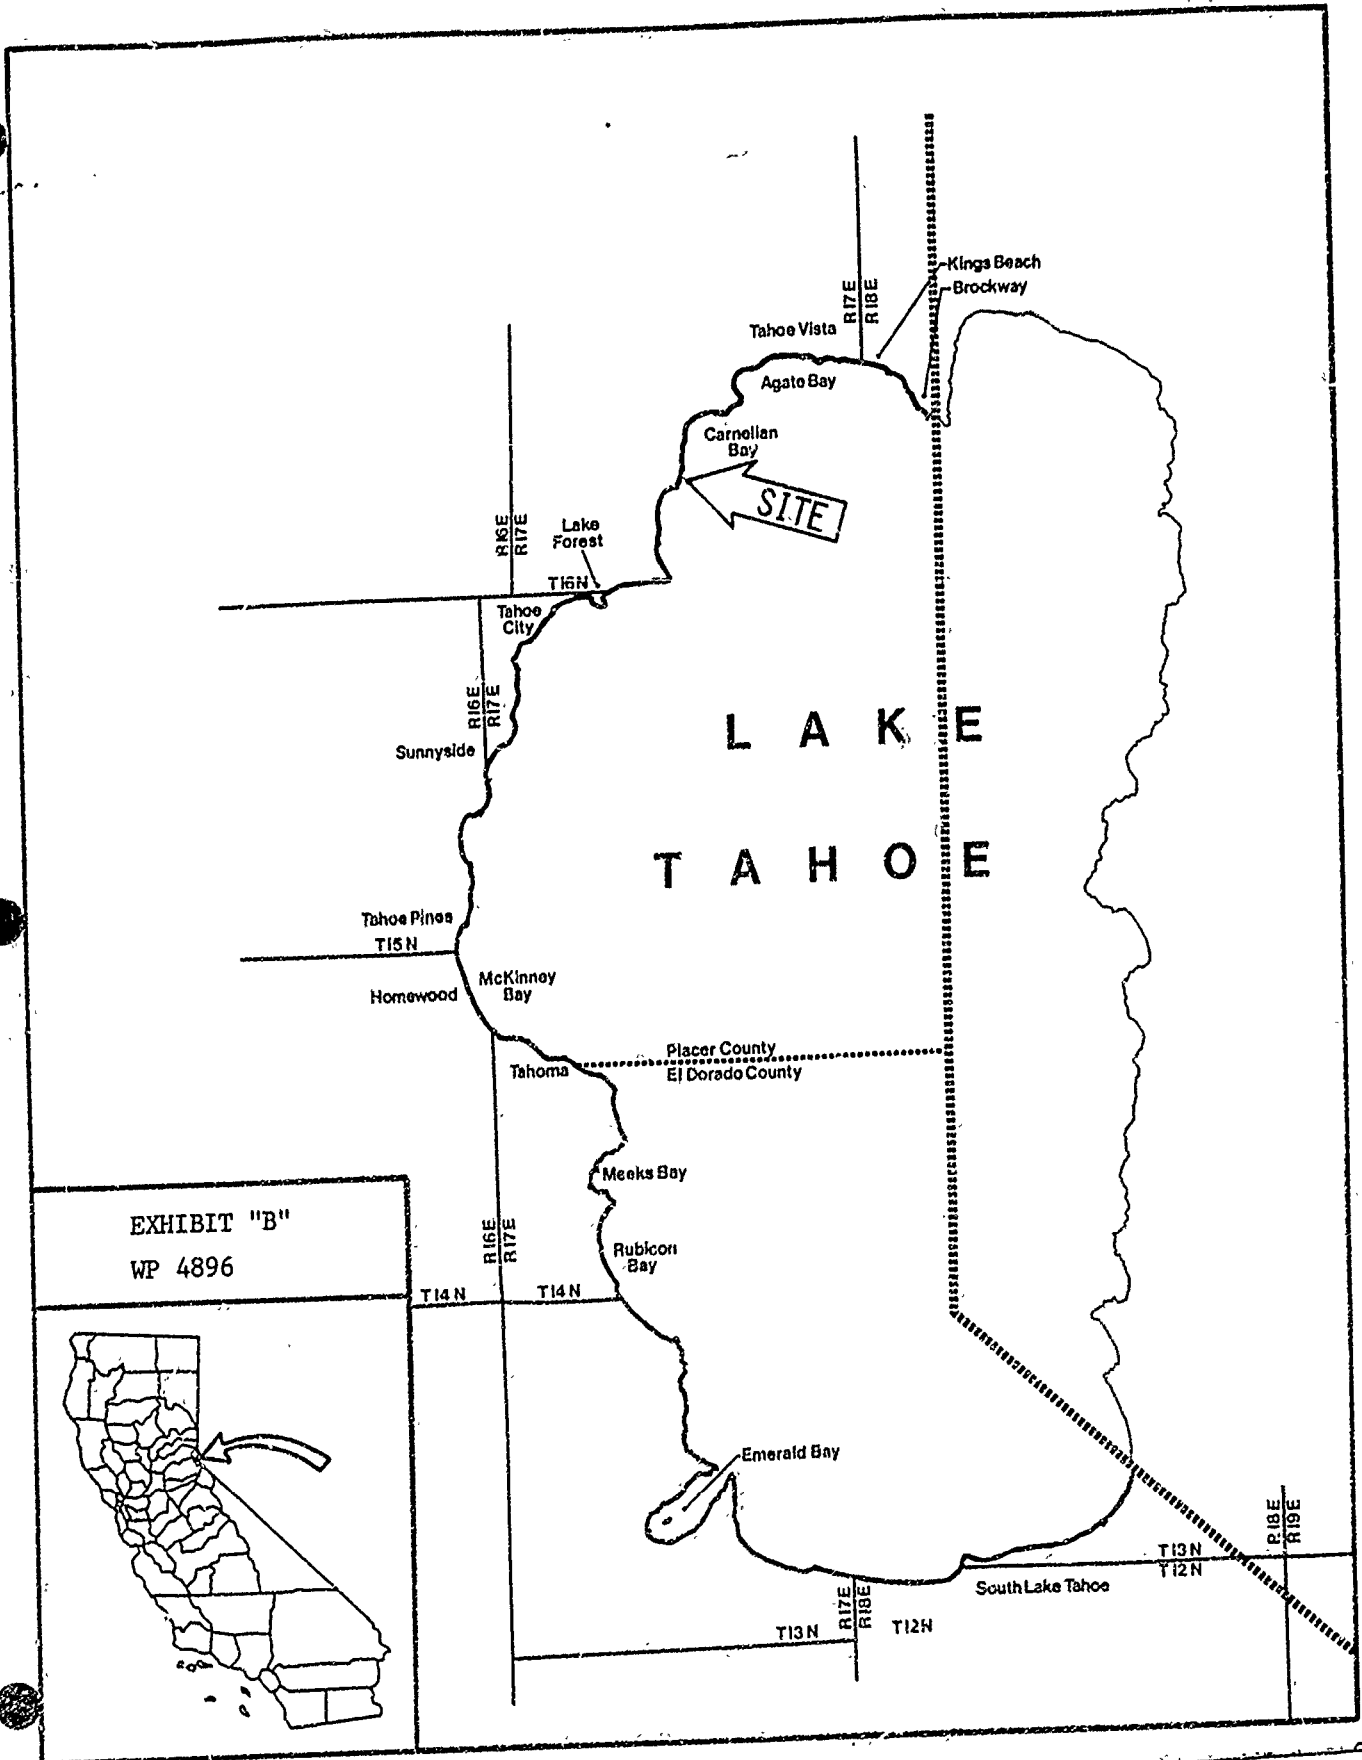 Kings Beach
Brockway
R17E
R18E
Tahoe Vista
Agate Bay
Carnelian
Bay
SITE
R16E
R17E
Lake
Forest
T16N
Tahoe
City
R16E
R17E
Sunnyside
LAKE
TAHOE
Tahoe Pines
T15N
McKinney
Bay
Homewood
Placer County
El Dorado County
Tahoma
Meeks Bay
EXHIBIT "B"
WP 4896
R16E
R17E
Rubicon
Bay
T14N
T14N
Emerald Bay
R18E
R19E
T13N
T12N
South Lake Tahoe
R17E
R18E
T13N
T12N